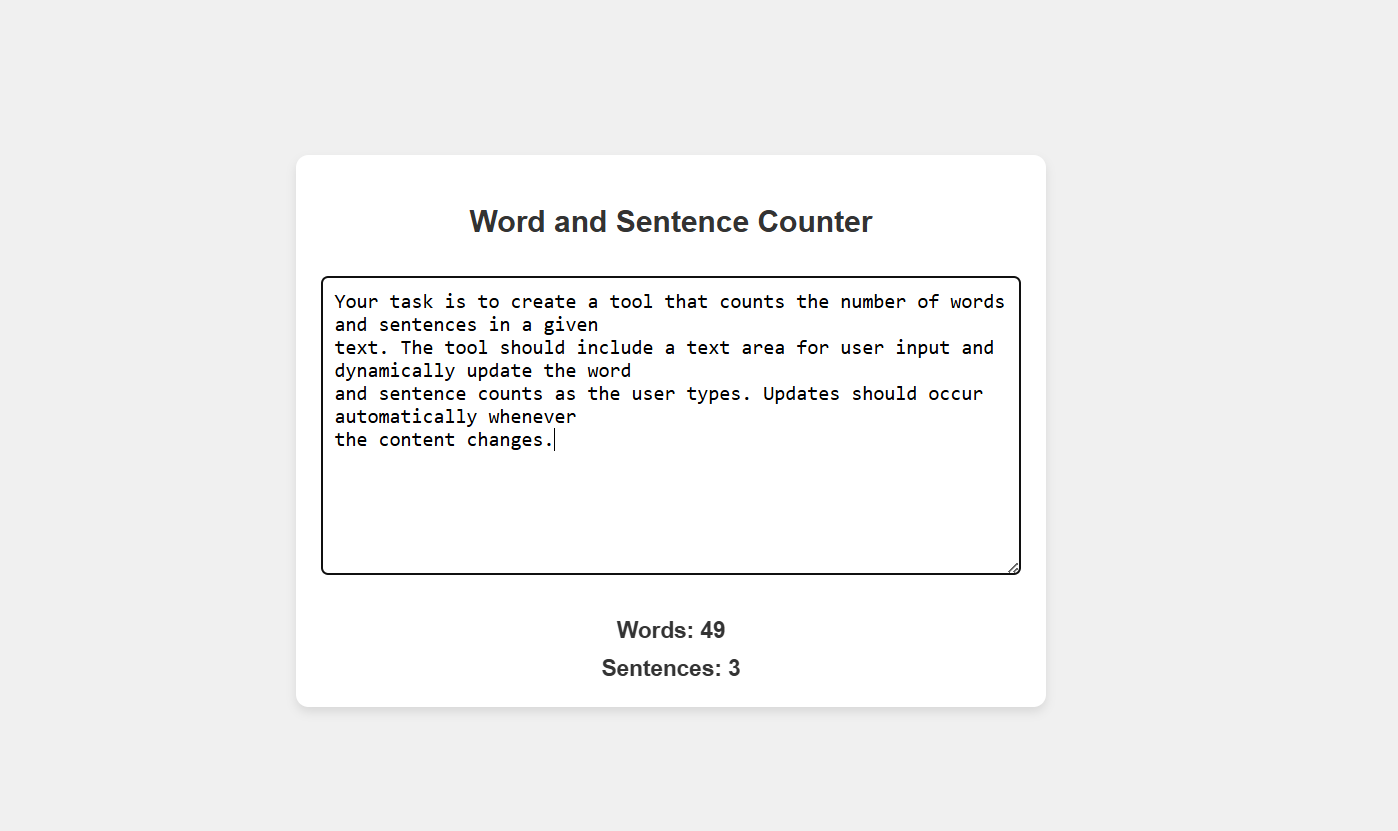 Word and Sentence Counter
Your task is to create a tool that counts the number of words
and sentences in a given
text. The tool should include a text area for user input and
dynamically update the word
and sentence counts as the user types. Updates should occur
automatically whenever
the content changes.
Words: 49
Sentences: 3